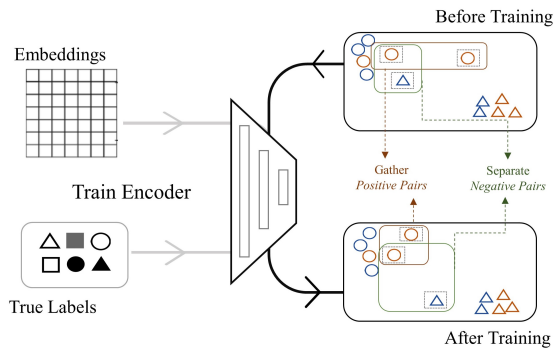 Before Training
Embeddings
Train Encoder
Gather
Positive Pairs
Separate
Negative Pairs
True Labels
After Training